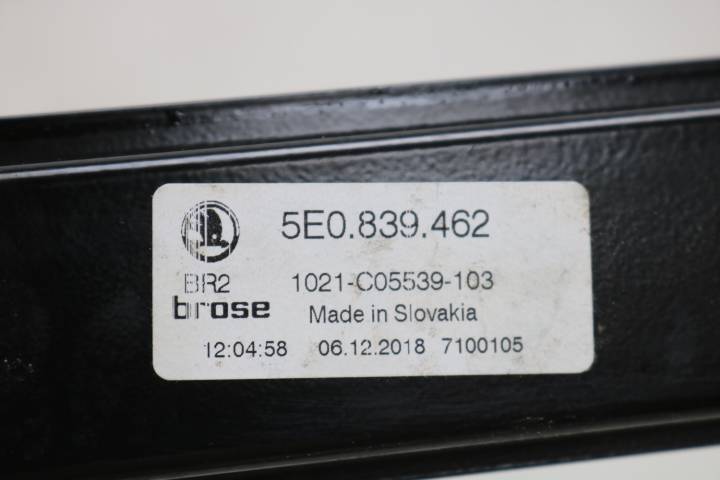 5E0.839.462
BR2 1021-C05539-103
brose Made in Slovakia
12:04:58 06.12.2018 7100105